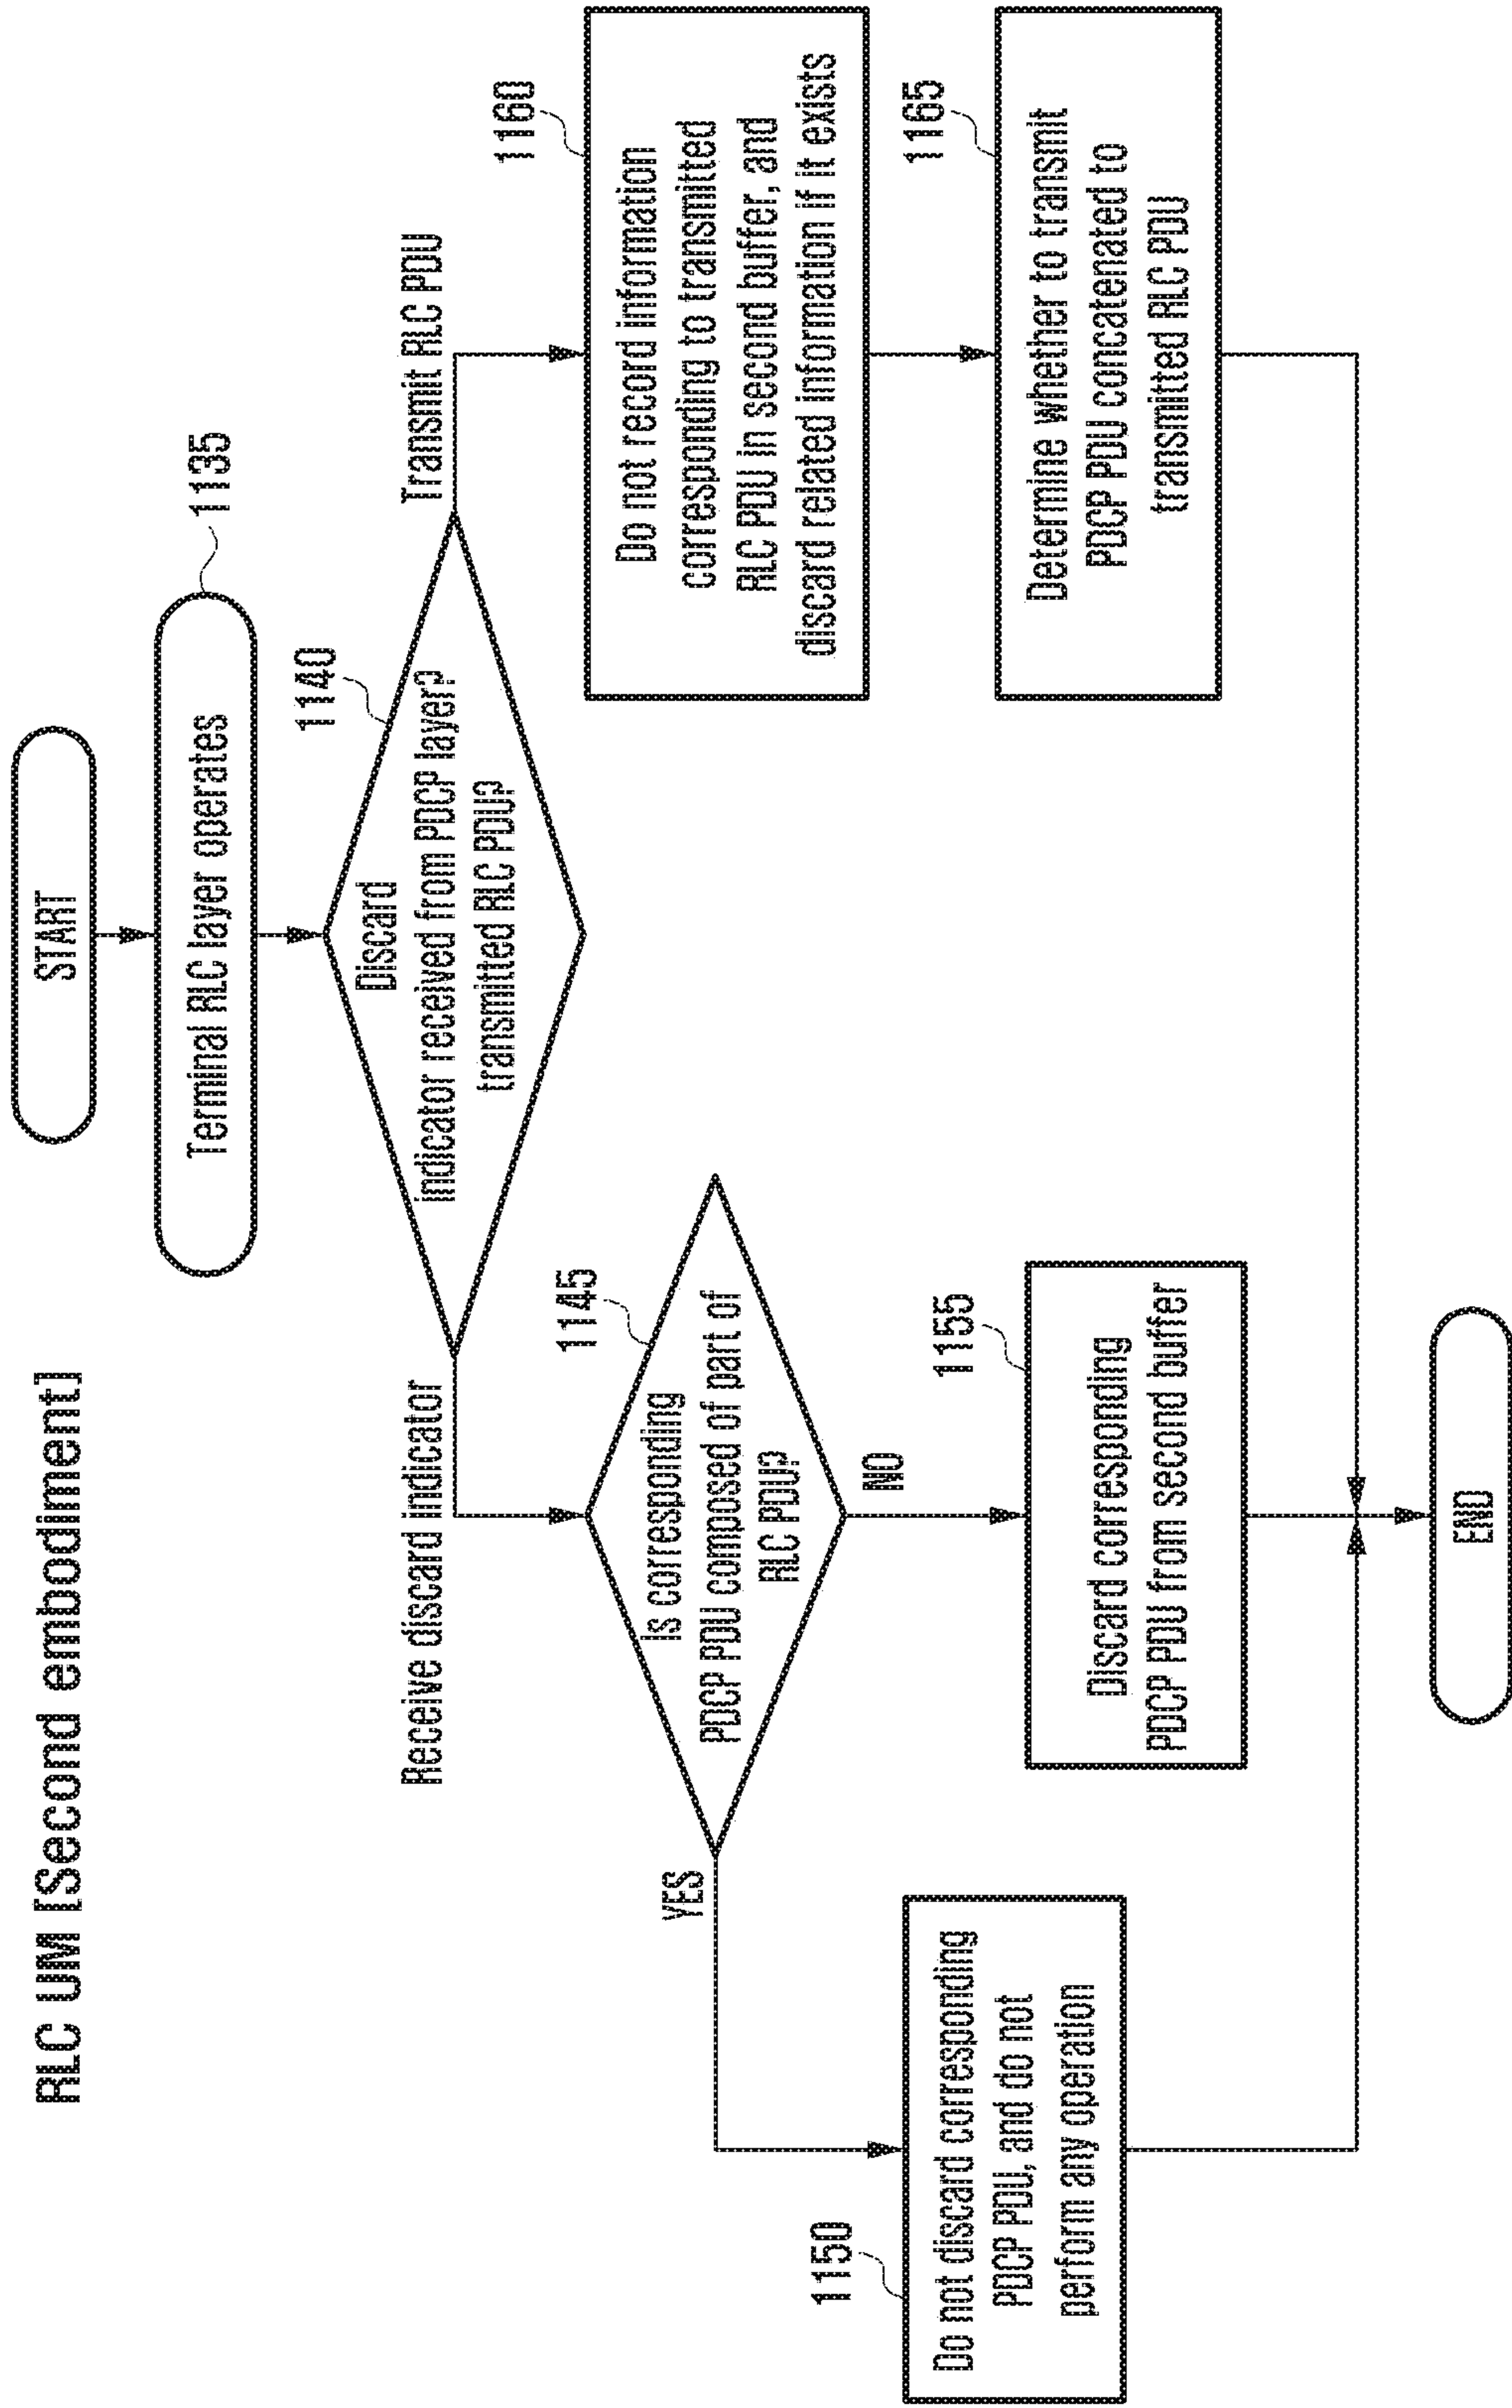 RLC UM [Second embodiment]
START
Terminal RLC layer operates
1135
1140
Discard
indicator received from PDCP layer?
transmitted RLC PDU?
Receive discard indicator
Transmit RLC PDU
1145
Is corresponding
PDCP PDU composed of part of
RLC PDU?
YES
NO
1150
Do not discard corresponding
PDCP PDU, and do not
perform any operation
1155
Discard corresponding
PDCP PDU from second buffer
1160
Do not record information
corresponding to transmitted
RLC PDU in second buffer, and
discard related information if it exists
1165
Determine whether to transmit
PDCP PDU concatenated to
transmitted RLC PDU
END